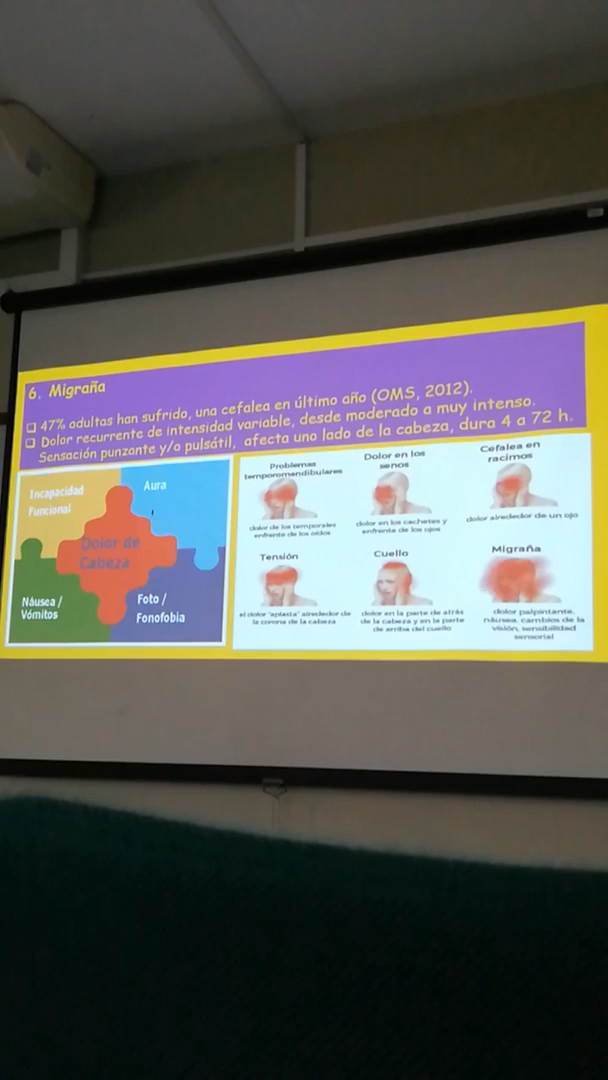 6. Migraña
❑ 47% adultas han sufrido, una cefalea en último año (OMS, 2012).
❑ Dolor recurrente de intensidad variable, desde moderado a muy intenso.
Sensación punzante y/o pulsátil, afecta uno lado de la cabeza, dura 4 a 72 h.
Incapacidad
Funcional
Aura
Dolor de
Cabeza
Náusea /
Vómitos
Foto /
Fonofobia
Problemas
temporomandibulares
dolor de los temporales
enfrente de los oídos
Dolor en los
senos
dolor en los cachetes y
enfrente de los ojos
Cefalea en
racimos
dolor alrededor de un ojo
Tensión
el dolor "aplasta" alrededor de
la corona de la cabeza
Cuello
dolor en la parte de atrás
de la cabeza y en la parte
de arriba del cuello
Migraña
dolor palpintante,
náusea, cambios de la
visión, sensibilidad
sensorial